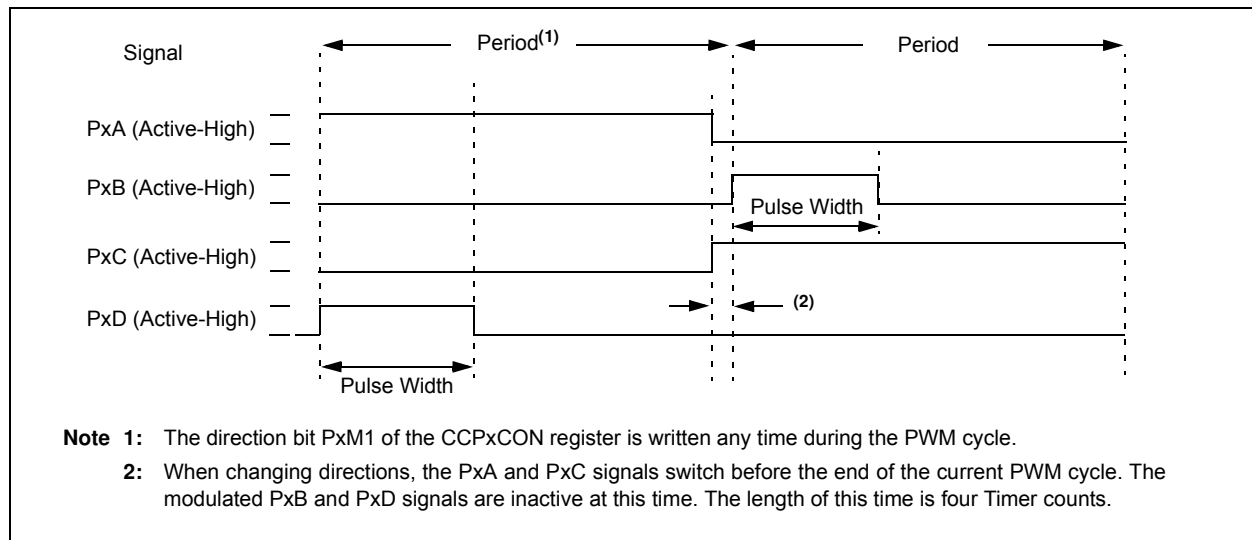 Signal
Period(1)
Period
PxA (Active-High)
PxB (Active-High)
Pulse Width
PxC (Active-High)
(2)
PxD (Active-High)
Pulse Width
Note 1: The direction bit PxM1 of the CCPxCON register is written any time during the PWM cycle.
2: When changing directions, the PxA and PxC signals switch before the end of the current PWM cycle. The
modulated PxB and PxD signals are inactive at this time. The length of this time is four Timer counts.